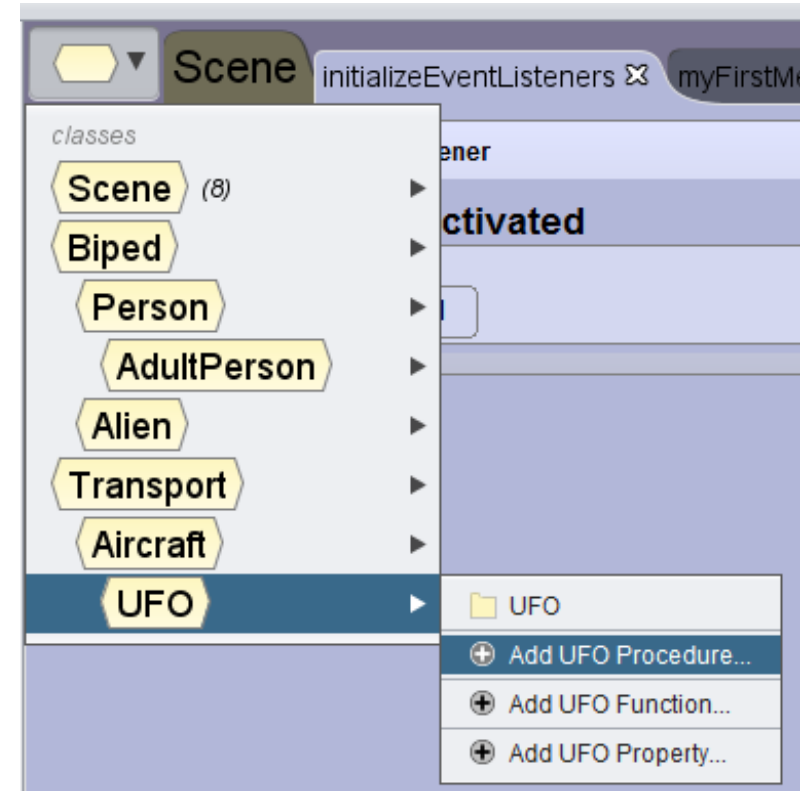 Scene initializeEventListeners myFirstMe
classes
ener
Scene (8)
ctivated
Biped
Person
AdultPerson
Alien
Transport
Aircraft
UFO
UFO
Add UFO Procedure...
Add UFO Function...
Add UFO Property...